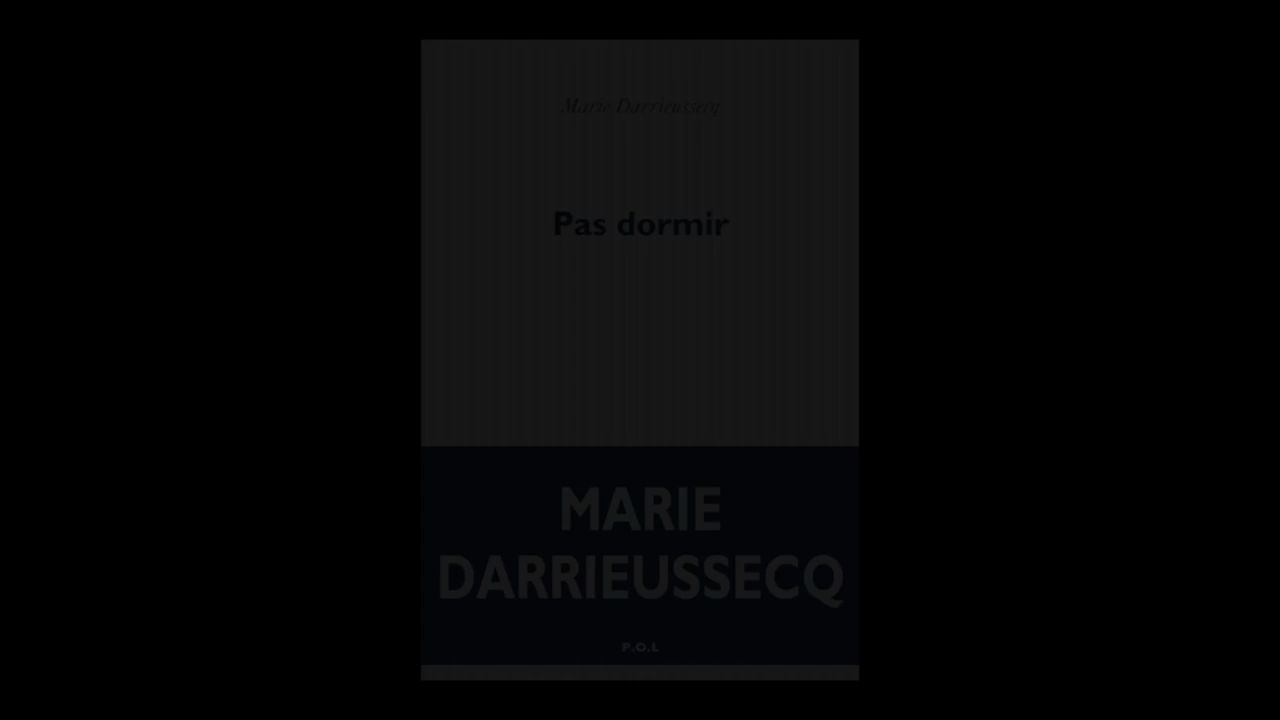 Marie Darrieussecq
Pas dormir
MARIE
DARRIEUSSECQ
P.O.L